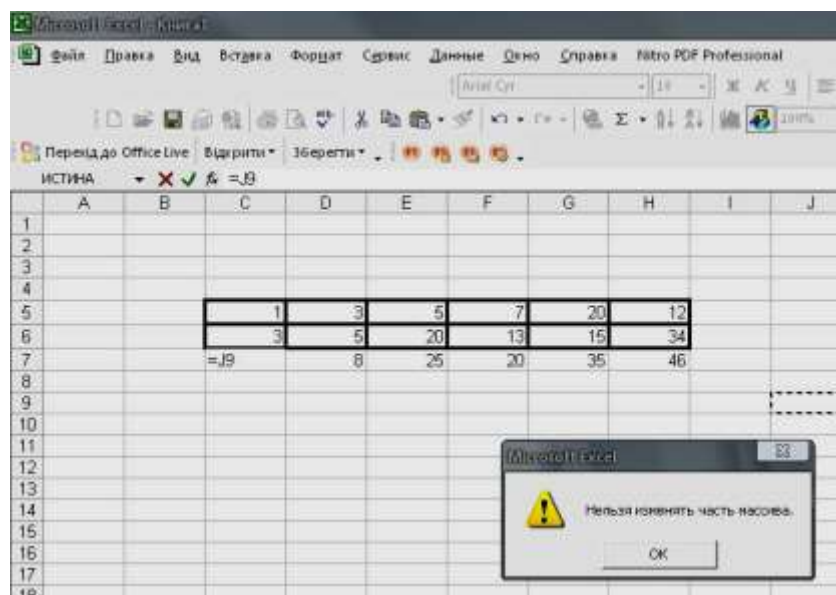 Microsoft Excel - Книга1
Файл Правка Вид Вставка Формат Сервис Данные Окно Справка Nitro PDF Professional
Arial Cyr Ж К Ч
Σ 100%
Перехід до Office Live Відкрити Зберегти
ИСТИНА fx =J9
A B C D E F G H I J
1
2
3
4
5 1 3 5 7 20 12
6 3 5 20 13 15 34
7 =J9 8 25 20 35 46
8
9
10
11
Microsoft Excel
12
13
14 Нельзя изменять часть массива.
15
16 OK
17
18